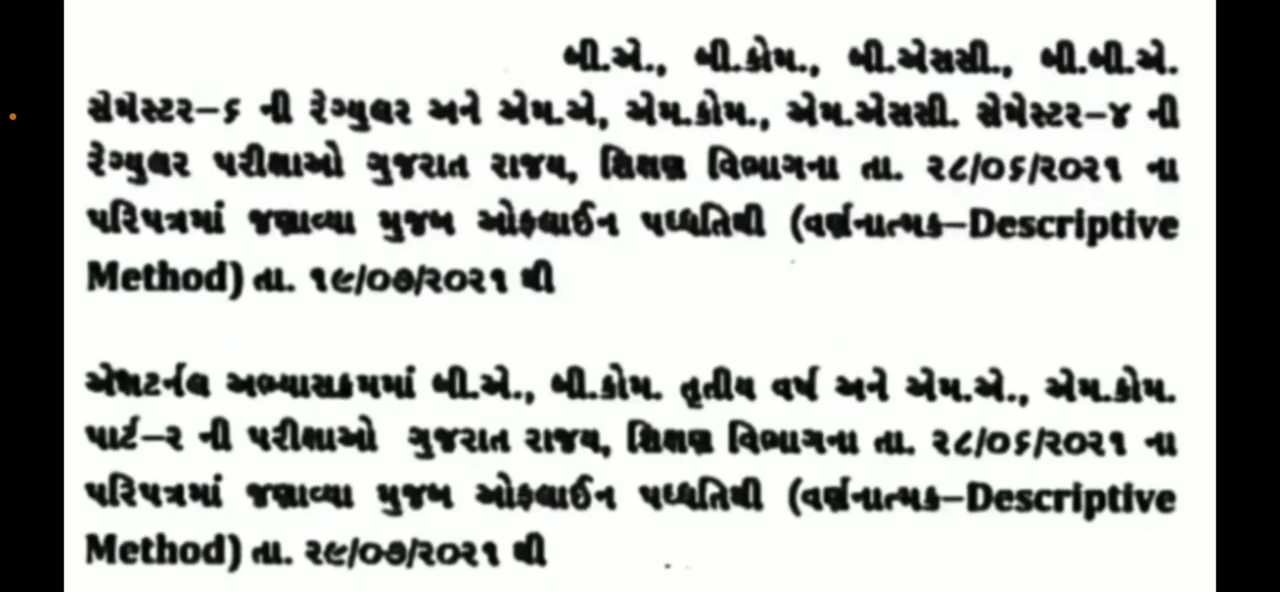 બી.એ., બી.કોમ., બી.એસસી., બી.બી.એ.
સેમેસ્ટર–૬ ની રેગ્યુલર અને એમ.એ, એમ.કોમ., એમ.એસસી. સેમેસ્ટર–૪ ની
રેગ્યુલર પરીક્ષાઓ ગુજરાત રાજય, શિક્ષણ વિભાગના તા. ૨૮/૦૬/૨૦૨૧ ના
પરિપત્રમાં જણાવ્યા મુજબ ઓફલાઈન પધ્ધતિથી (વર્ણનાત્મક–Descriptive
Method) તા. ૧૯/૦૭/૨૦૨૧ થી
એક્ષટર્નલ અભ્યાસક્રમમાં બી.એ., બી.કોમ. તૃતીય વર્ષ અને એમ.એ., એમ.કોમ.
પાર્ટ–૨ ની પરીક્ષાઓ ગુજરાત રાજય, શિક્ષણ વિભાગના તા. ૨૮/૦૬/૨૦૨૧ ના
પરિપત્રમાં જણાવ્યા મુજબ ઓફલાઈન પધ્ધતિથી (વર્ણનાત્મક–Descriptive
Method) તા. ૨૯/૦૭/૨૦૨૧ થી